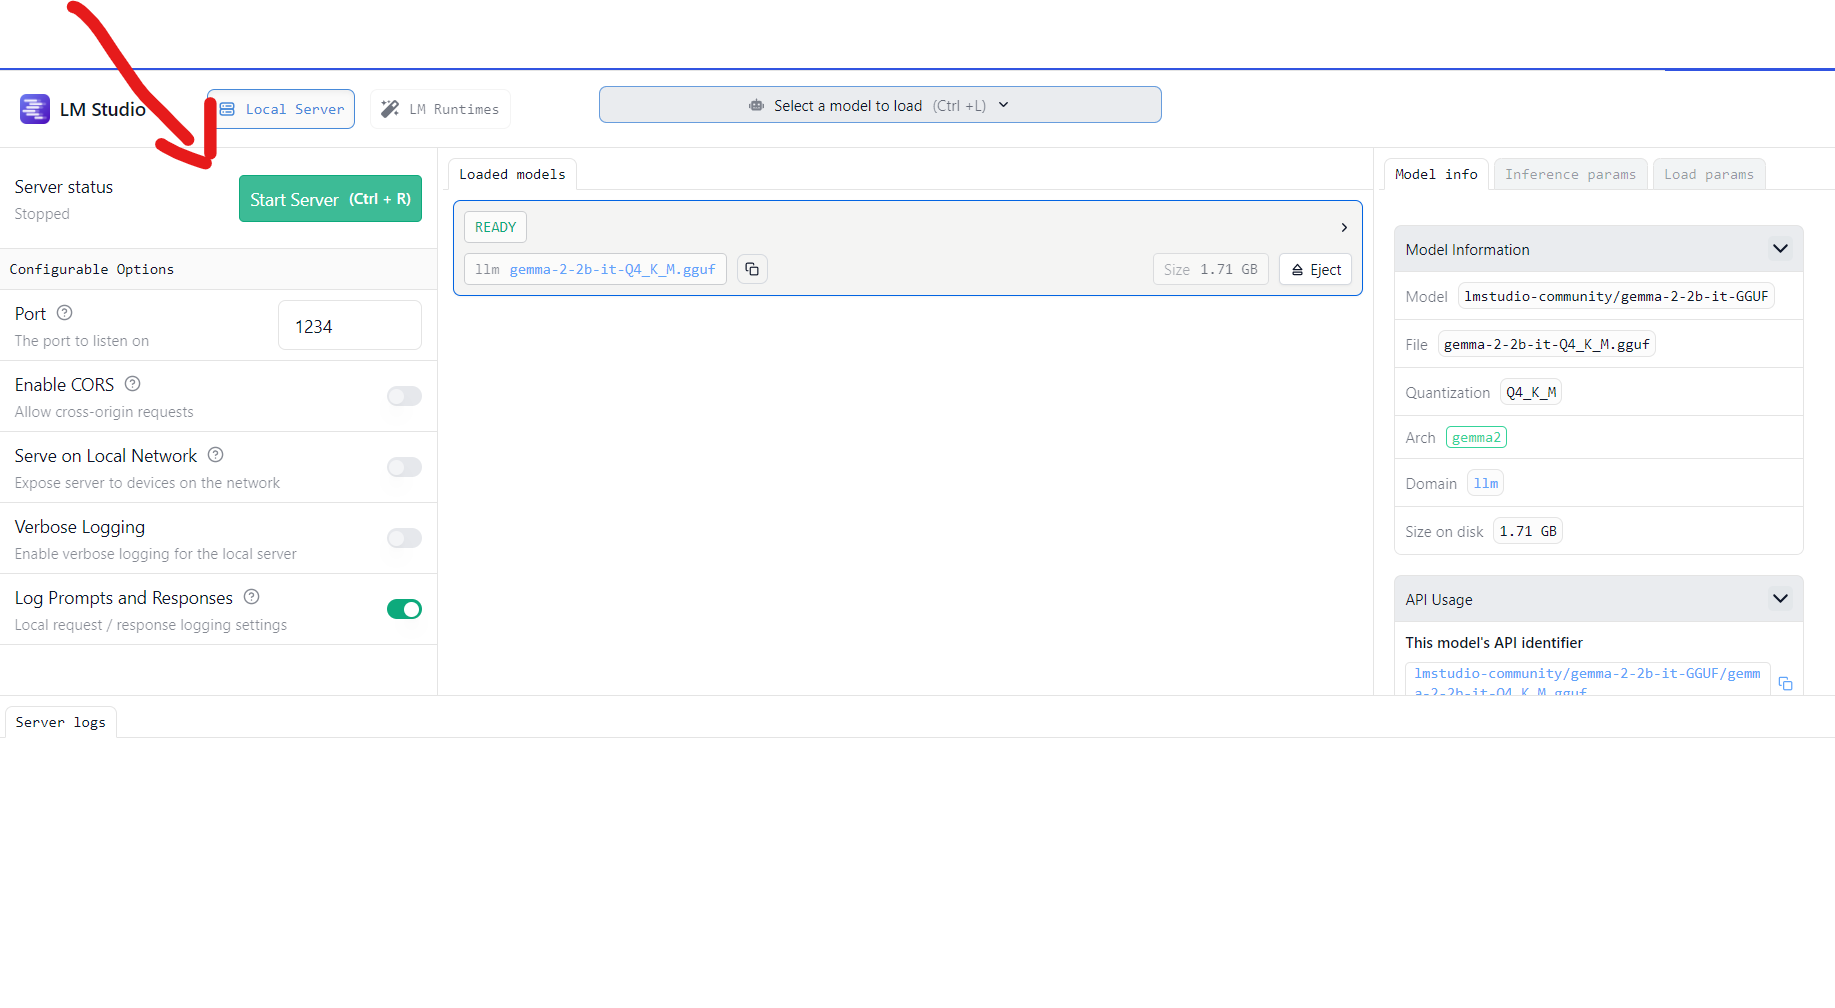 LM Studio
Local Server
LM Runtimes
Select a model to load (Ctrl +L)
Server status
Stopped
Start Server (Ctrl + R)
Configurable Options
Port
The port to listen on
1234
Enable CORS
Allow cross-origin requests
Serve on Local Network
Expose server to devices on the network
Verbose Logging
Enable verbose logging for the local server
Log Prompts and Responses
Local request / response logging settings
Loaded models
READY
llm gemma-2-2b-it-Q4_K_M.gguf
Size 1.71 GB
Eject
Model info
Inference params
Load params
Model Information
Model lmstudio-community/gemma-2-2b-it-GGUF
File gemma-2-2b-it-Q4_K_M.gguf
Quantization Q4_K_M
Arch gemma2
Domain llm
Size on disk 1.71 GB
API Usage
This model's API identifier
lmstudio-community/gemma-2-2b-it-GGUF/gemm
a-2-2b-it-Q4_K_M.gguf
Server logs